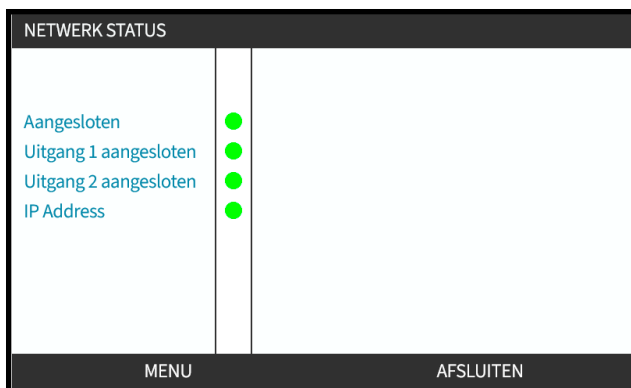 NETWERK STATUS
Aangesloten
Uitgang 1 aangesloten
Uitgang 2 aangesloten
IP Address
MENU AFSLUITEN